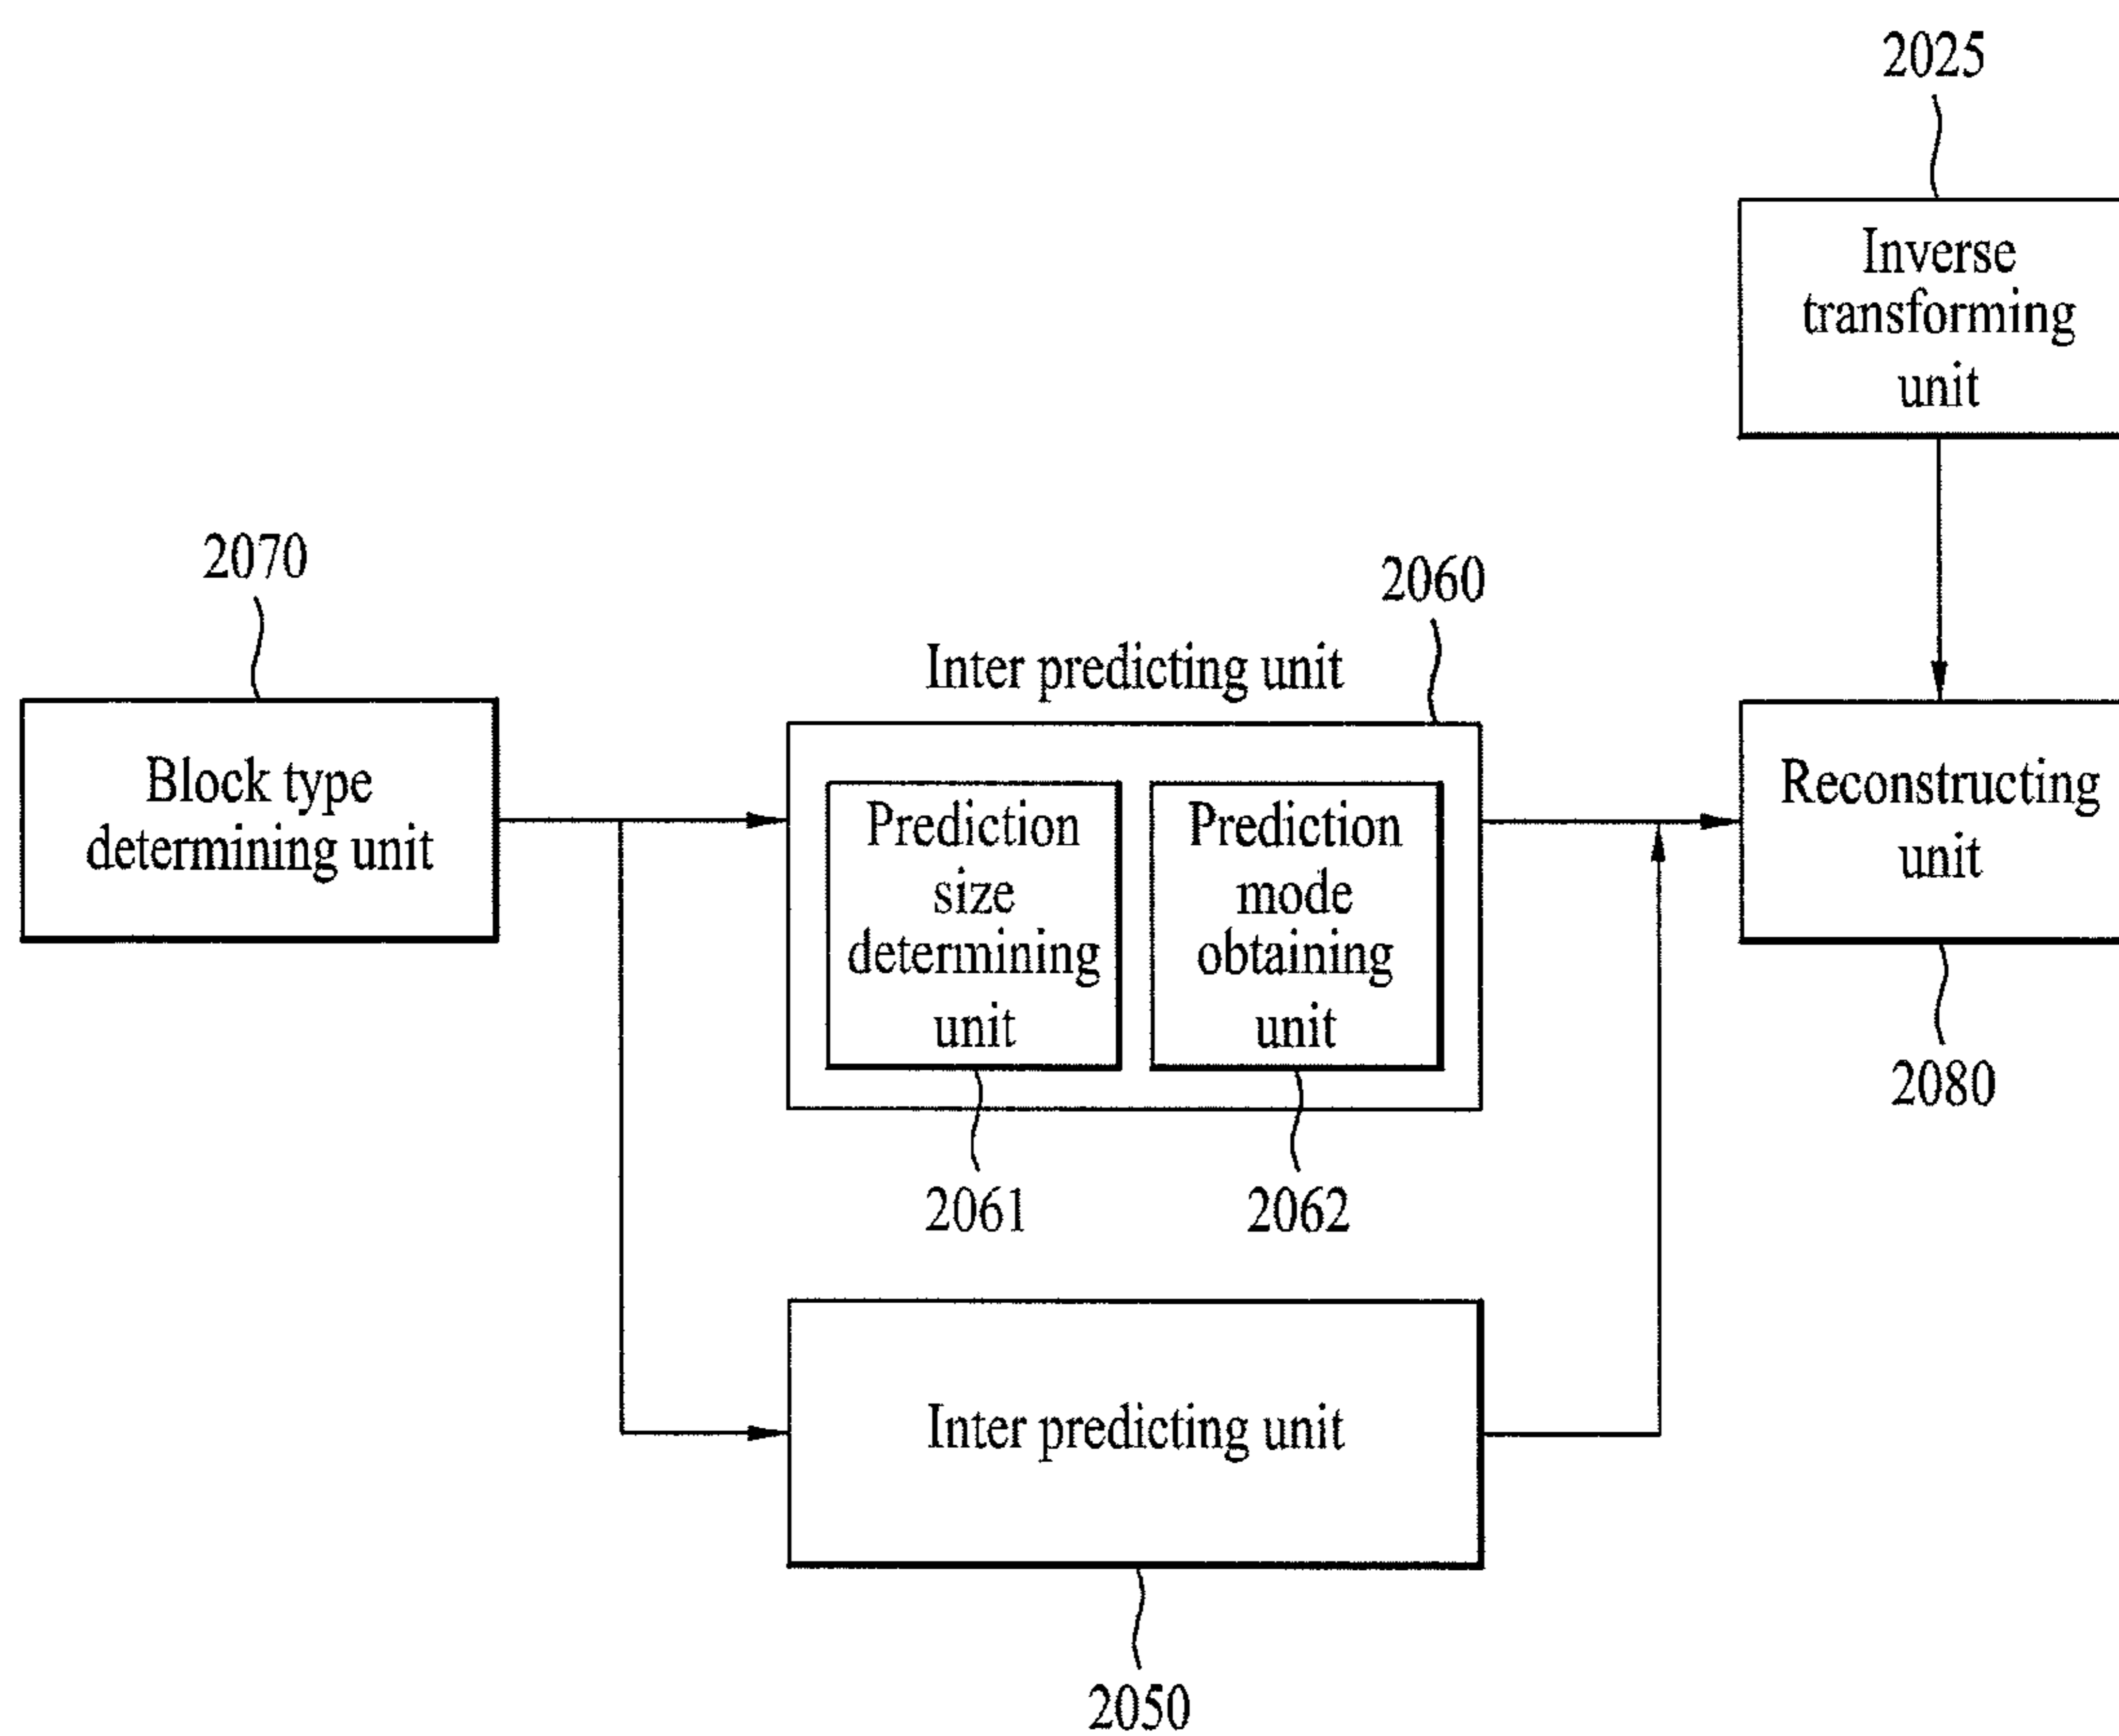 2025
Inverse
transforming
unit
2070
2060
Inter predicting unit
Block type
determining unit
Prediction
size
determining
unit
Prediction
mode
obtaining
unit
Reconstructing
unit
2061
2062
2080
Inter predicting unit
2050